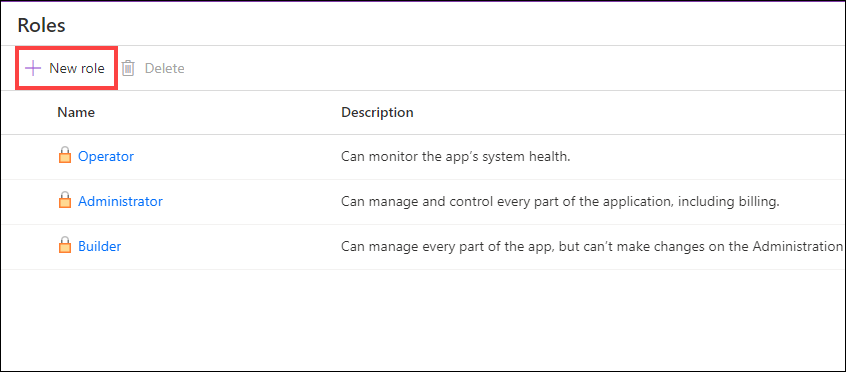 Roles
New role Delete
Name Description
Operator Can monitor the app's system health.
Administrator Can manage and control every part of the application, including billing.
Builder Can manage every part of the app, but can't make changes on the Administration